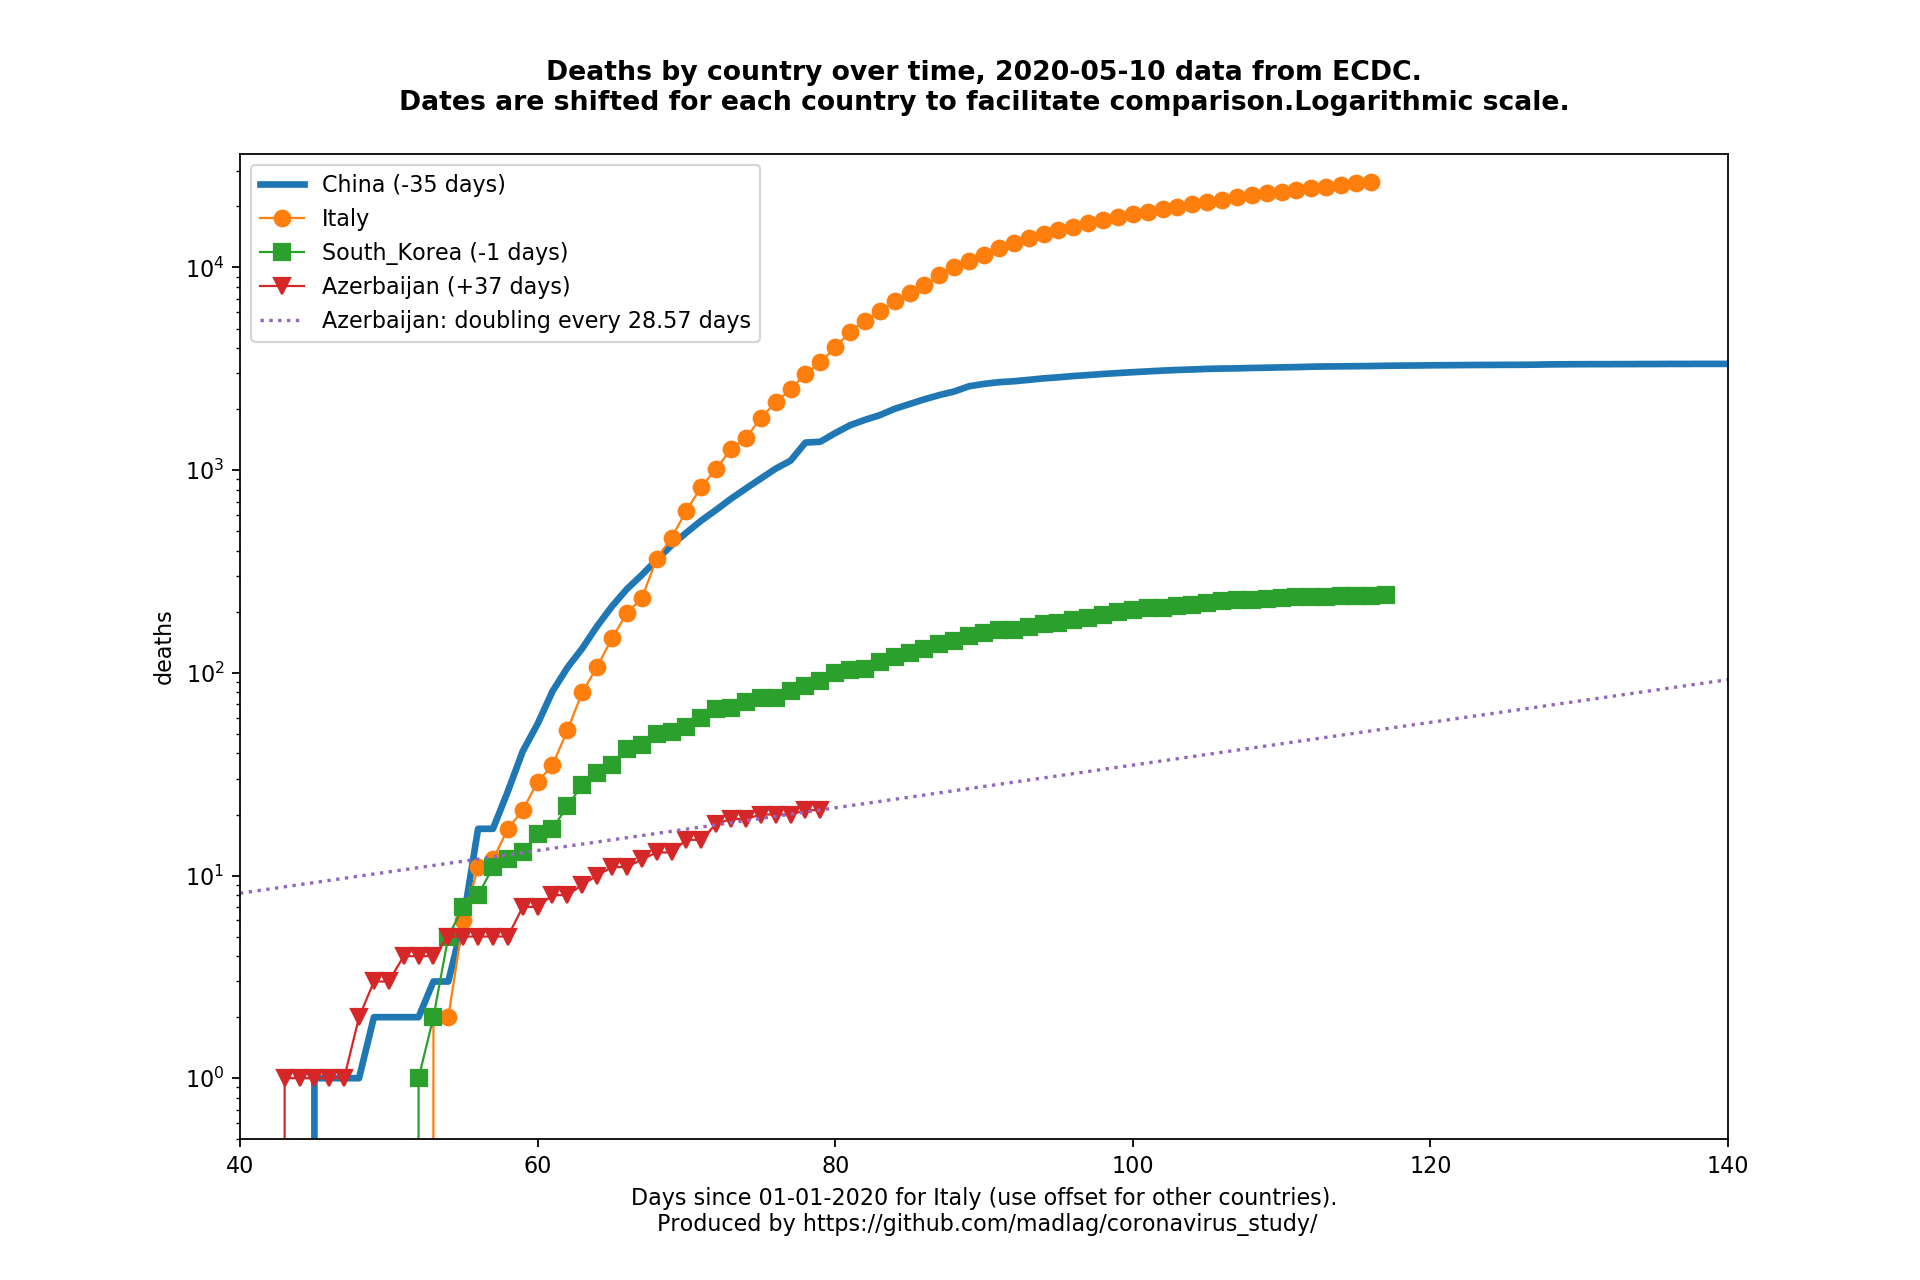 Deaths by country over time, 2020-05-10 data from ECDC.
Dates are shifted for each country to facilitate comparison.Logarithmic scale.
China (-35 days)
Italy
South_Korea (-1 days)
Azerbaijan (+37 days)
Azerbaijan: doubling every 28.57 days
deaths
10⁴
10³
10²
10¹
10⁰
40 60 80 100 120 140
Days since 01-01-2020 for Italy (use offset for other countries).
Produced by https://github.com/madlag/coronavirus_study/